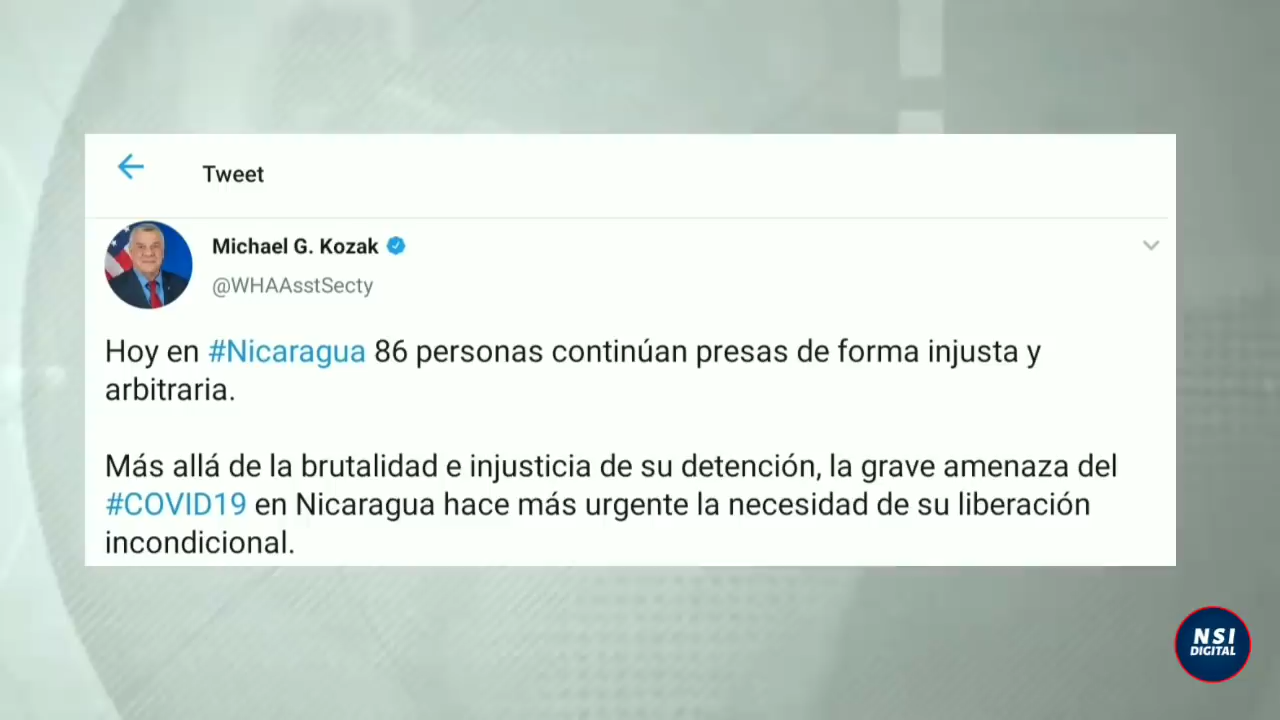 Tweet
Michael G. Kozak
@WHAAsstSecty
Hoy en #Nicaragua 86 personas continúan presas de forma injusta y
arbitraria.
Más allá de la brutalidad e injusticia de su detención, la grave amenaza del
#COVID19 en Nicaragua hace más urgente la necesidad de su liberación
incondicional.
NSI
DIGITAL